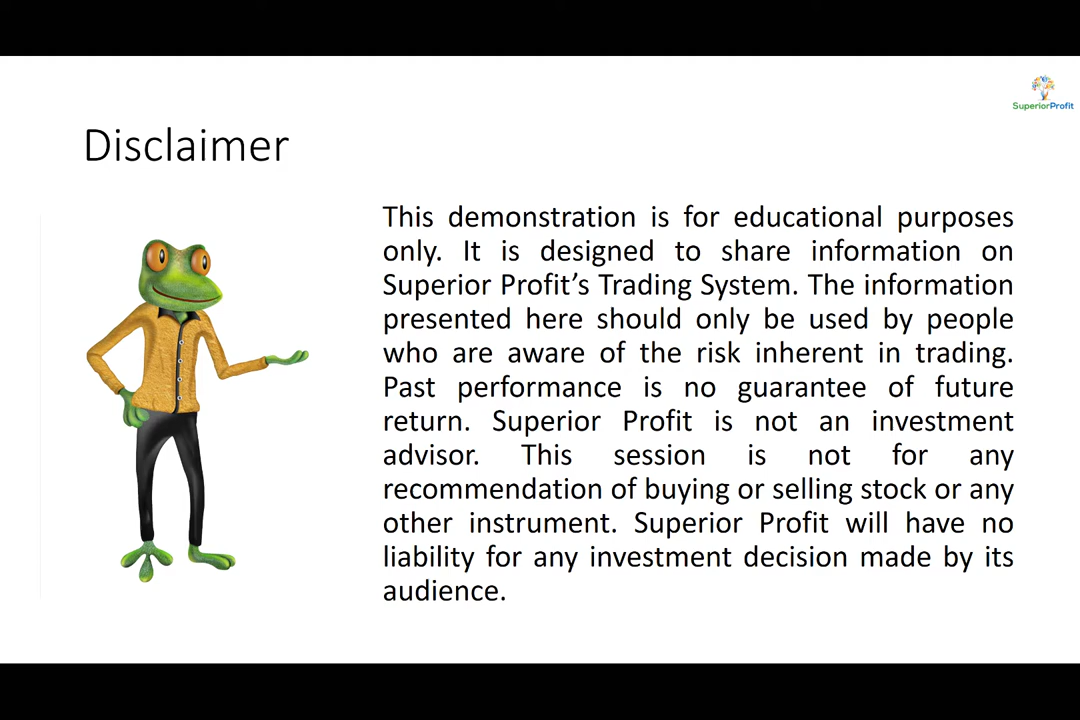 SuperiorProfit
Disclaimer
This demonstration is for educational purposes
only. It is designed to share information on
Superior Profit’s Trading System. The information
presented here should only be used by people
who are aware of the risk inherent in trading.
Past performance is no guarantee of future
return. Superior Profit is not an investment
advisor. This session is not for any
recommendation of buying or selling stock or any
other instrument. Superior Profit will have no
liability for any investment decision made by its
audience.